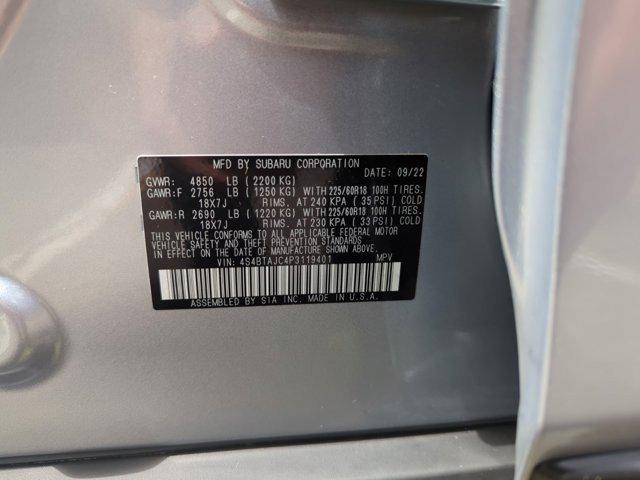 MFD BY SUBARU CORPORATION
DATE: 09/22
GVWR: 4850 LB (2200 KG)
GAWR:F 2756 LB (1250 KG) WITH 225/60R18 100H TIRES.
18X7J RIMS. AT 240 KPA (35 PSI) COLD
GAWR:R 2690 LB (1220 KG) WITH 225/60R18 100H TIRES.
18X7J RIMS. AT 230 KPA (33 PSI) COLD
THIS VEHICLE CONFORMS TO ALL APPLICABLE FEDERAL MOTOR
VEHICLE SAFETY AND THEFT PREVENTION STANDARDS
IN EFFECT ON THE DATE OF MANUFACTURE SHOWN ABOVE.
VIN: 4S4BTAJC4P3119401 MPV
ASSEMBLED BY SIA INC. MADE IN U.S.A.